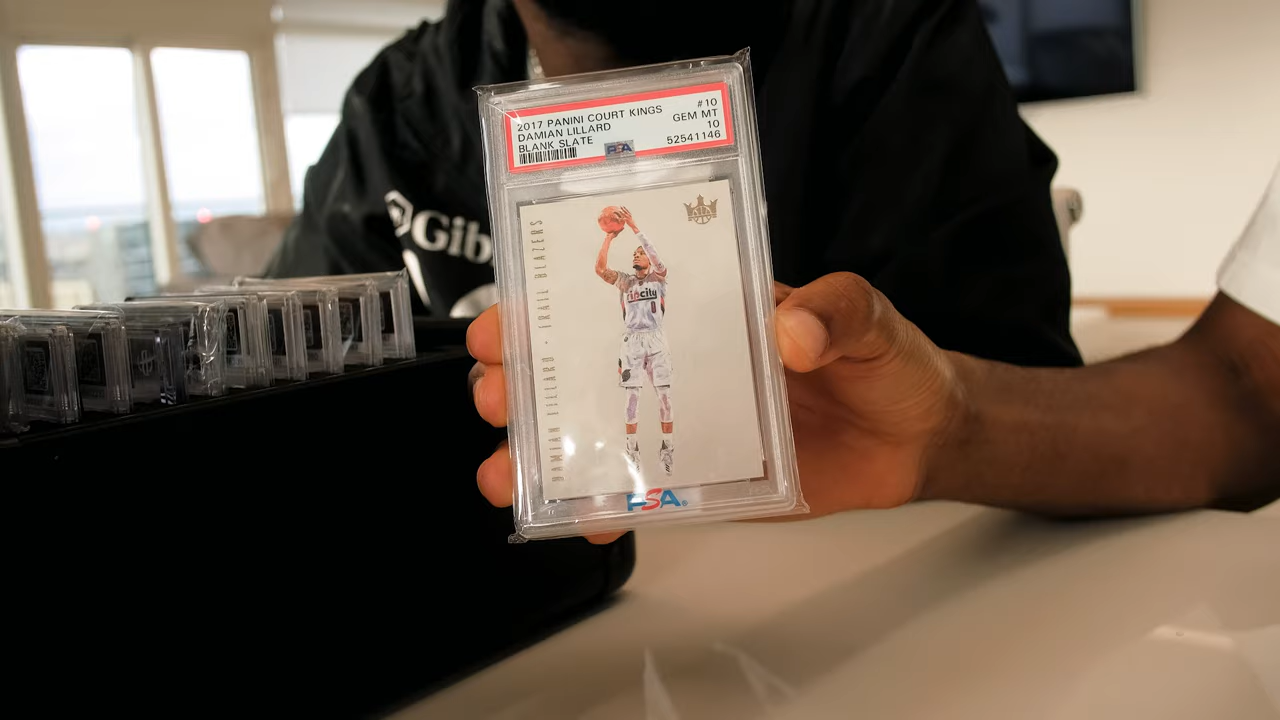 2017 PANINI COURT KINGS #10
DAMIAN LILLARD GEM MT
BLANK SLATE 10
PSA 52541146
DAMIAN LILLARD · TRAIL BLAZERS
ripcity
0
PSA
Gib